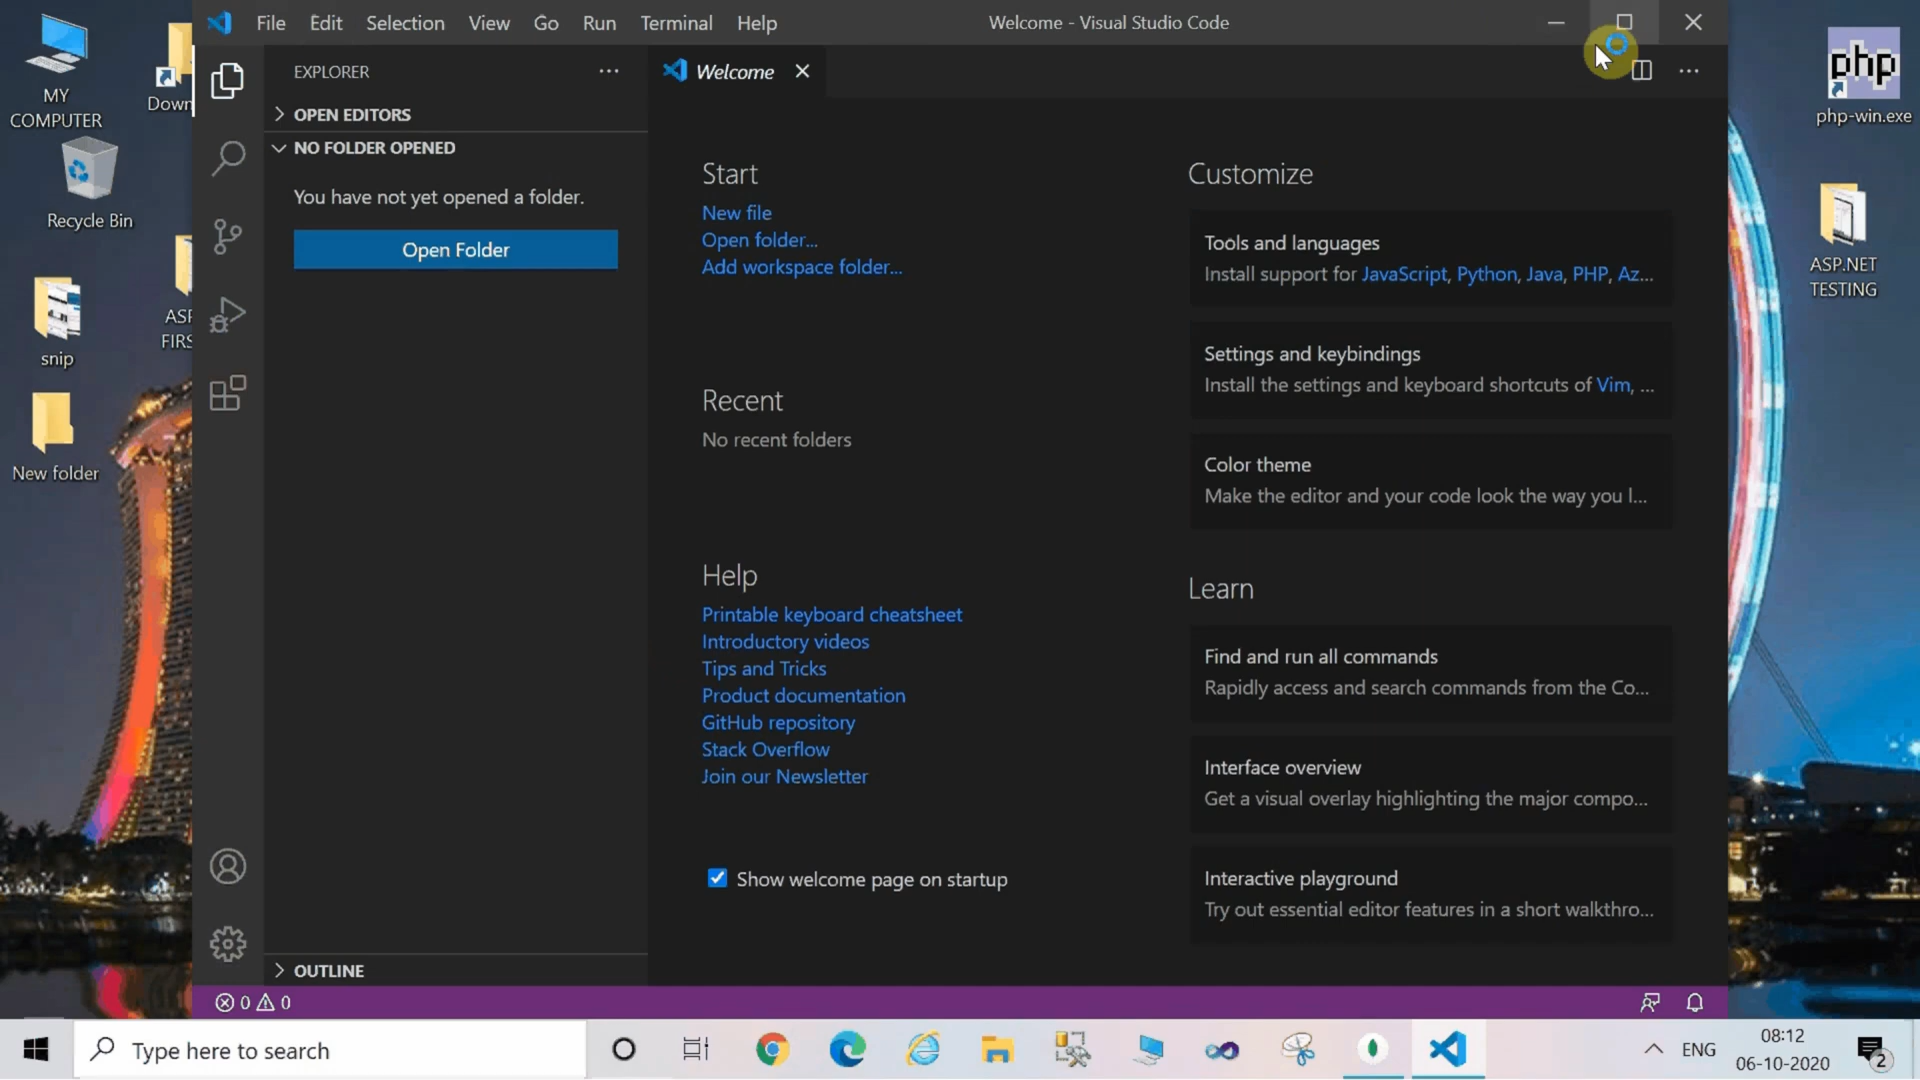 File Edit Selection View Go Run Terminal Help
Welcome - Visual Studio Code
MY
COMPUTER
Down
Recycle Bin
ASP
FIRS
snip
New folder
php
php-win.exe
ASP.NET
TESTING
EXPLORER
OPEN EDITORS
NO FOLDER OPENED
You have not yet opened a folder.
Open Folder
OUTLINE
Welcome
Start
New file
Open folder...
Add workspace folder...
Recent
No recent folders
Help
Printable keyboard cheatsheet
Introductory videos
Tips and Tricks
Product documentation
GitHub repository
Stack Overflow
Join our Newsletter
Show welcome page on startup
Customize
Tools and languages
Install support for JavaScript, Python, Java, PHP, Az...
Settings and keybindings
Install the settings and keyboard shortcuts of Vim, ...
Color theme
Make the editor and your code look the way you l...
Learn
Find and run all commands
Rapidly access and search commands from the Co...
Interface overview
Get a visual overlay highlighting the major compo...
Interactive playground
Try out essential editor features in a short walkthro...
0 0
Type here to search
ENG
08:12
06-10-2020
2